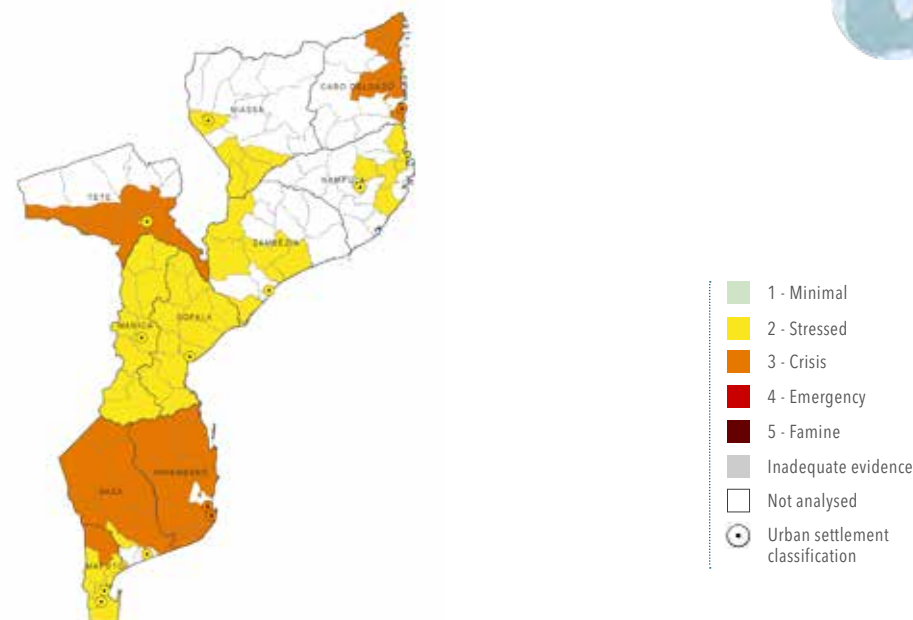 CABO DELGADO
NIASSA
NAMPULA
TETE
ZAMBEZIA
SOFALA
MANICA
INHAMBANE
GAZA
MAPUTO
1 - Minimal
2 - Stressed
3 - Crisis
4 - Emergency
5 - Famine
Inadequate evidence
Not analysed
Urban settlement
classification